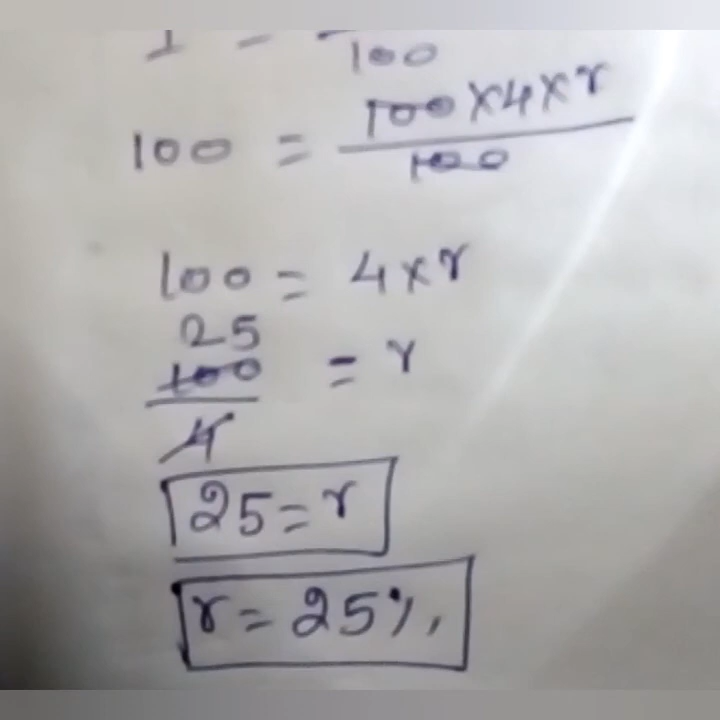 I = 
100
100 = 100×4×r
100
100 = 4×r
25
100 = r
4
25=r
r= 25%